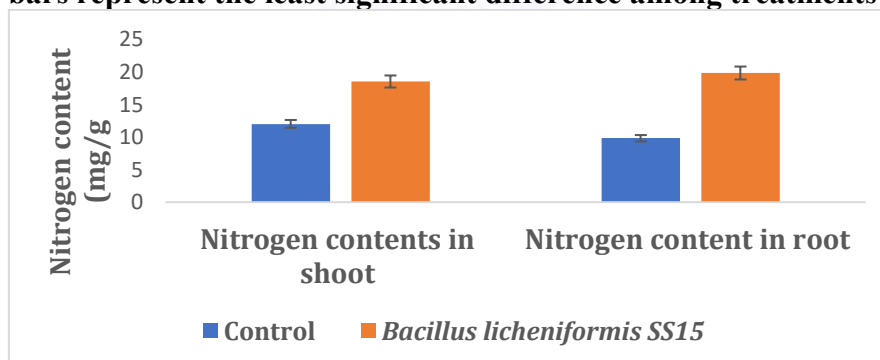 bars represent the least significant difference among treatments
25
20
15
10
5
0
Nitrogen content
(mg/g
Nitrogen contents in
shoot
Nitrogen content in root
Control
Bacillus licheniformis SS15